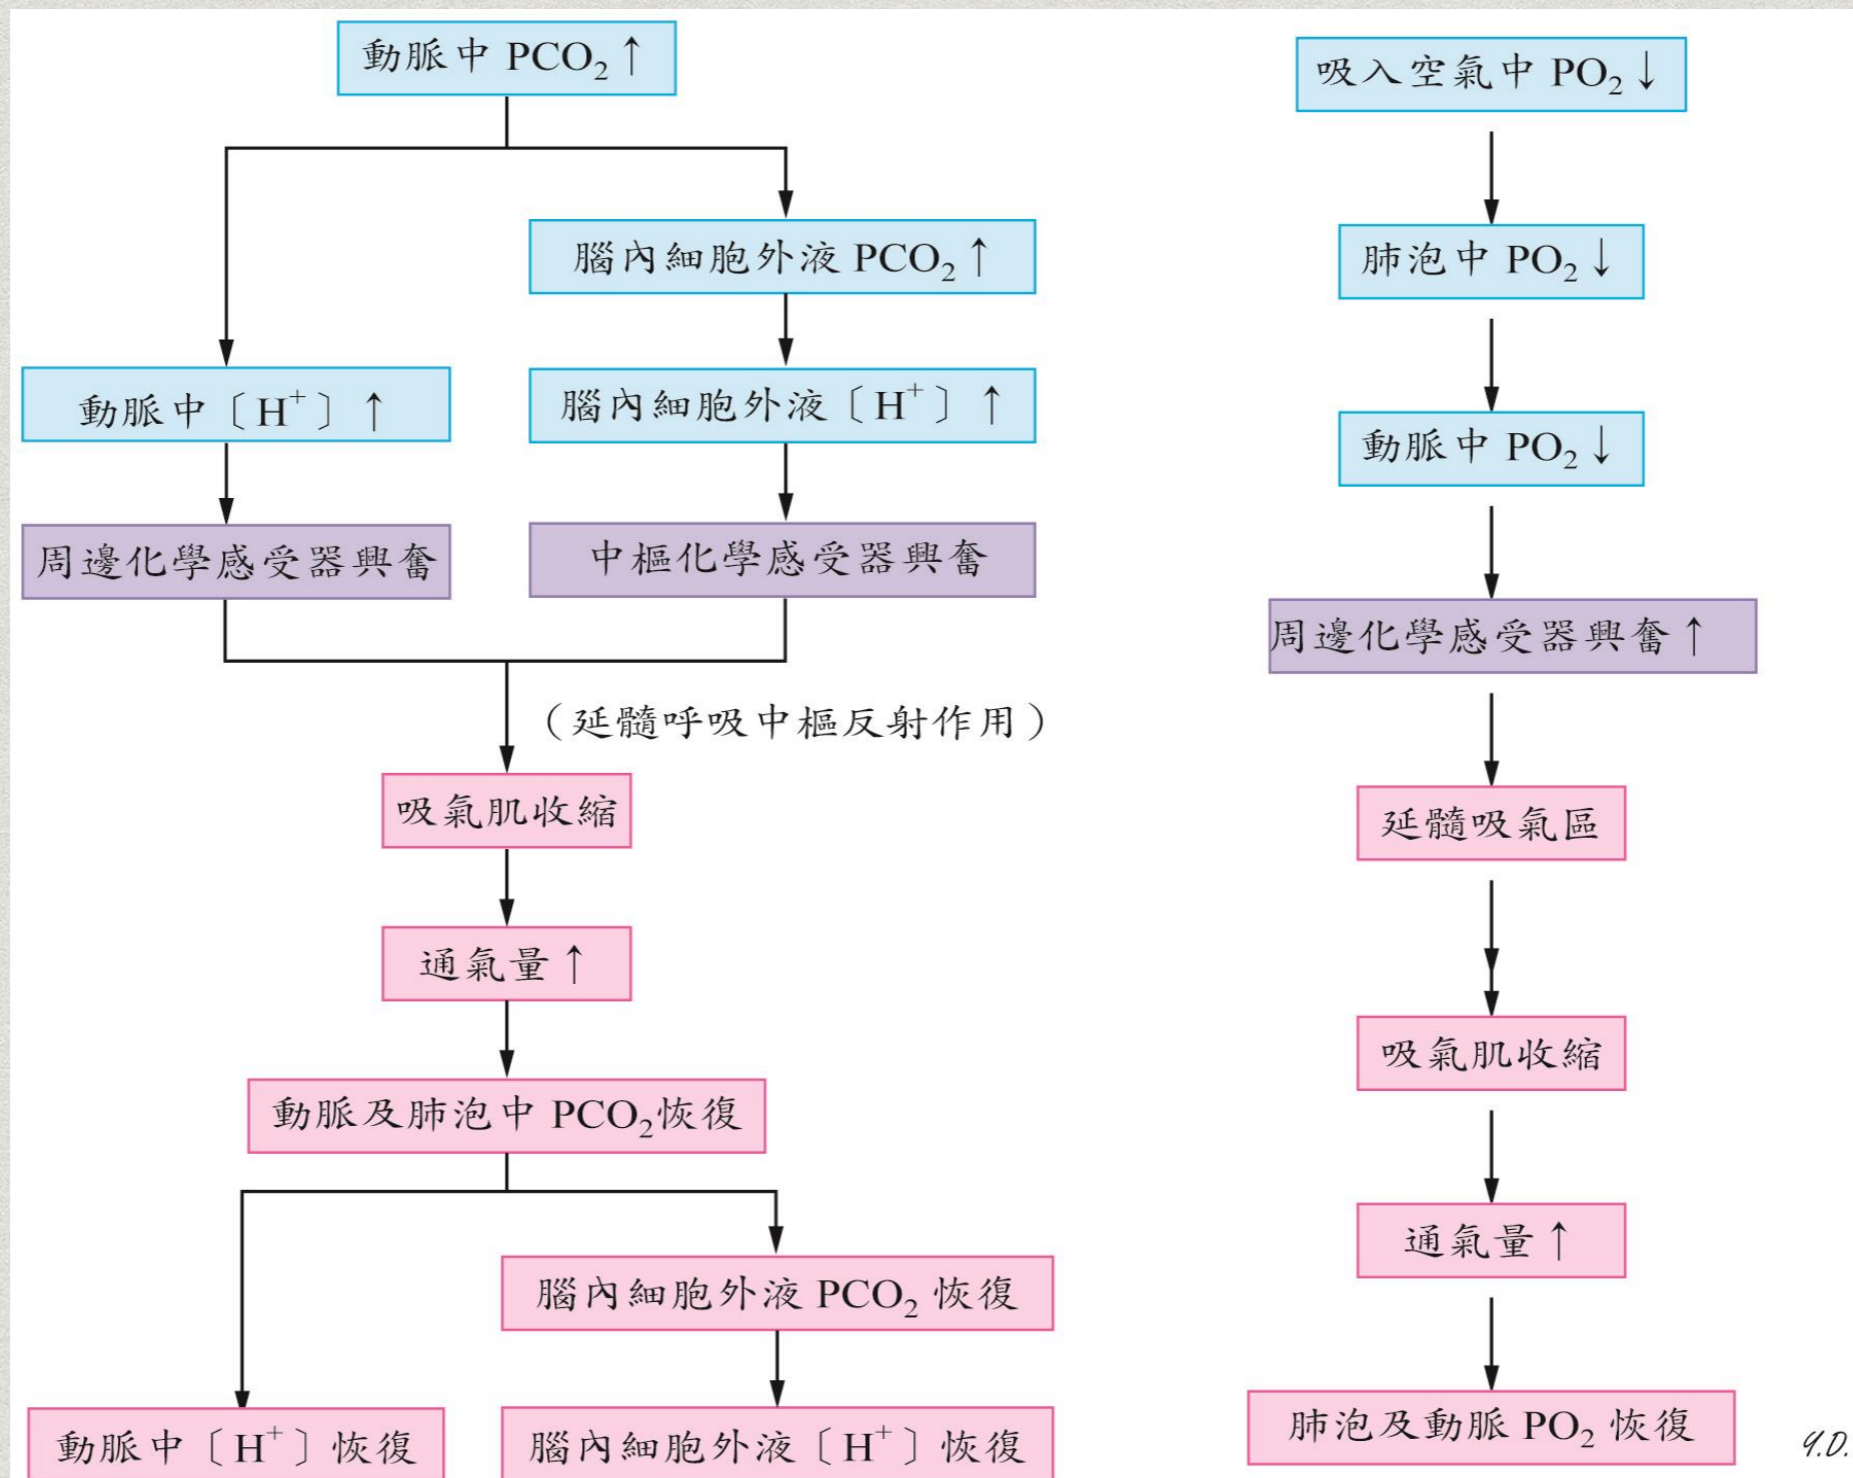 動脈中 PCO₂↑
腦內細胞外液 PCO₂↑
動脈中〔H⁺〕↑
腦內細胞外液〔H⁺〕↑
周邊化學感受器興奮
中樞化學感受器興奮
（延髓呼吸中樞反射作用）
吸氣肌收縮
通氣量↑
動脈及肺泡中 PCO₂恢復
腦內細胞外液 PCO₂ 恢復
動脈中〔H⁺〕恢復
腦內細胞外液〔H⁺〕恢復
吸入空氣中 PO₂↓
肺泡中 PO₂↓
動脈中 PO₂↓
周邊化學感受器興奮↑
延髓吸氣區
吸氣肌收縮
通氣量↑
肺泡及動脈 PO₂ 恢復
Y.D.